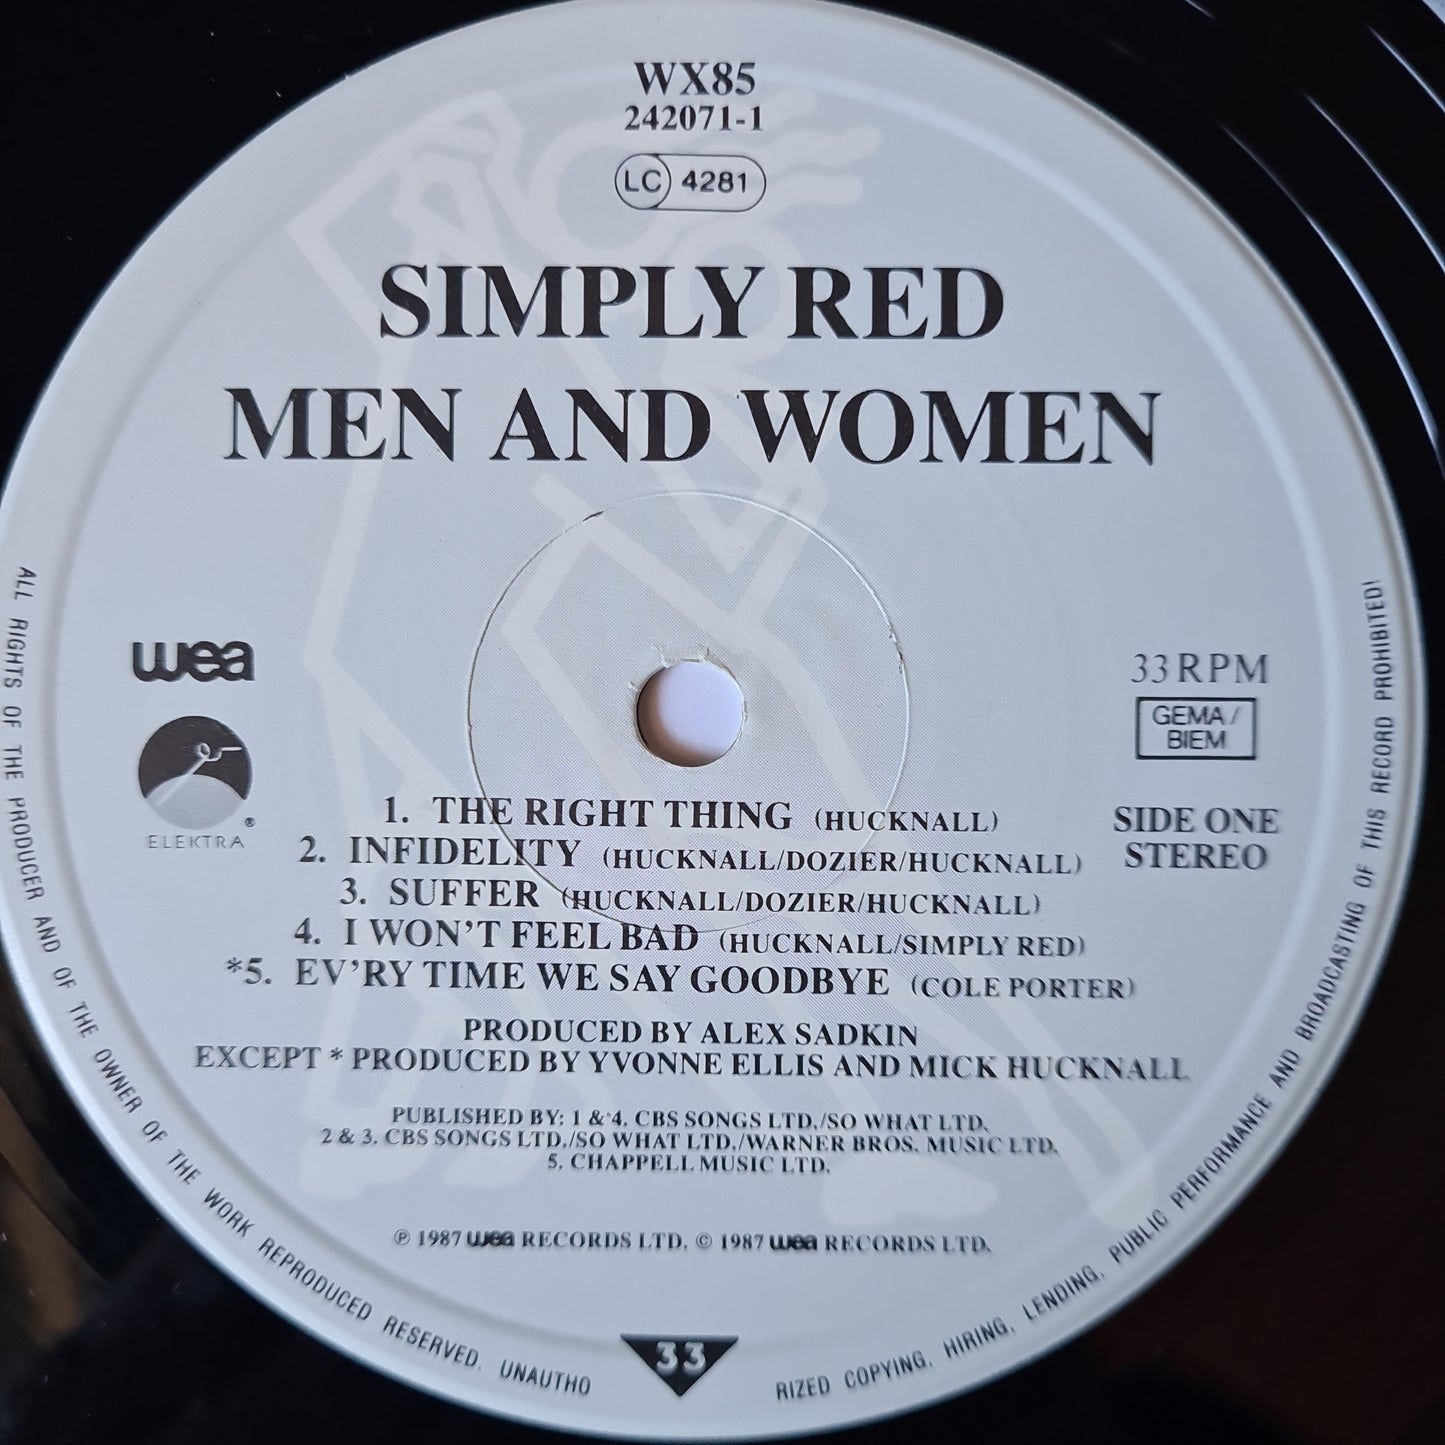 WX85
242071-1
LC 4281
SIMPLY RED
MEN AND WOMEN
wea
ELEKTRA®
33 RPM
GEMA/
BIEM
SIDE ONE
STEREO
1. THE RIGHT THING (HUCKNALL)
2. INFIDELITY (HUCKNALL/DOZIER/HUCKNALL)
3. SUFFER (HUCKNALL/DOZIER/HUCKNALL)
4. I WON'T FEEL BAD (HUCKNALL/SIMPLY RED)
*5. EV'RY TIME WE SAY GOODBYE (COLE PORTER)
PRODUCED BY ALEX SADKIN
EXCEPT * PRODUCED BY YVONNE ELLIS AND MICK HUCKNALL
PUBLISHED BY: 1 & 4. CBS SONGS LTD./SO WHAT LTD.
2 & 3. CBS SONGS LTD./SO WHAT LTD./WARNER BROS. MUSIC LTD.
5. CHAPPELL MUSIC LTD.
℗ 1987 wea RECORDS LTD. © 1987 wea RECORDS LTD.
33
ALL RIGHTS OF THE PRODUCER AND OF THE OWNER OF THE WORK REPRODUCED RESERVED. UNAUTHO
RIZED COPYING, HIRING, LENDING, PUBLIC PERFORMANCE AND BROADCASTING OF THIS RECORD PROHIBITED!